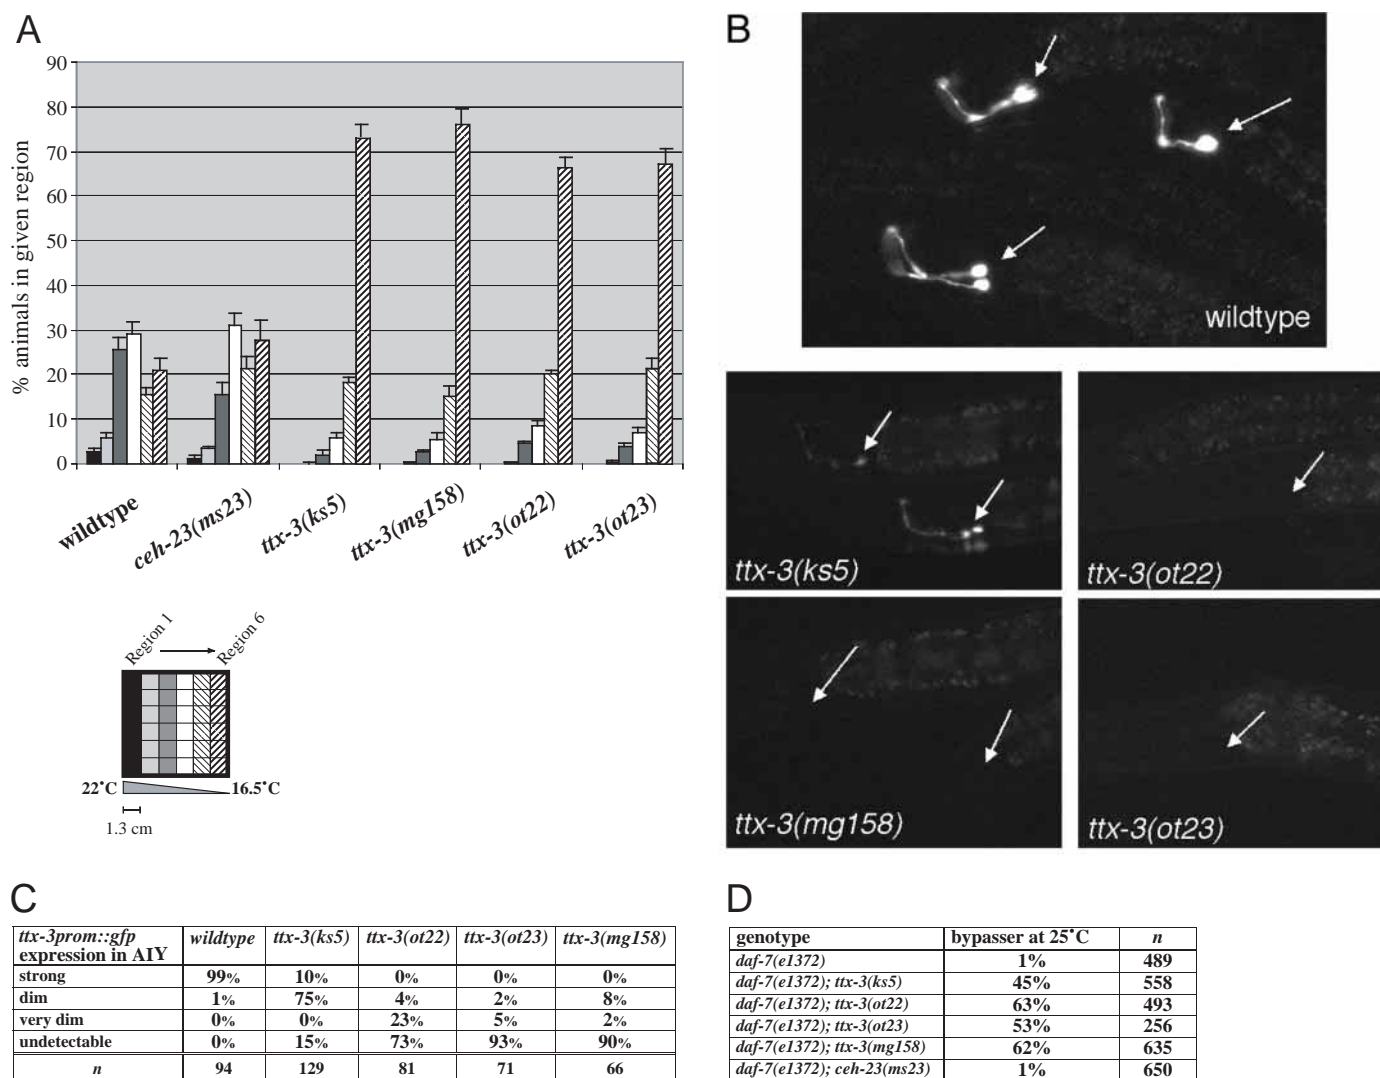 A
90
80
70
60
50
40
30
20
10
0
% animals in given region
wildtype
ceh-23(ms23)
ttx-3(ks5)
ttx-3(mg158)
ttx-3(ot22)
ttx-3(ot23)
Region 1
Region 6
22°C
16.5°C
1.3 cm
B
wildtype
ttx-3(ks5)
ttx-3(ot22)
ttx-3(mg158)
ttx-3(ot23)
C
ttx-3prom::gfp wildtype ttx-3(ks5) ttx-3(ot22) ttx-3(ot23) ttx-3(mg158)
expression in AIY
strong 99% 10% 0% 0% 0%
dim 1% 75% 4% 2% 8%
very dim 0% 0% 23% 5% 2%
undetectable 0% 15% 73% 93% 90%
n 94 129 81 71 66
D
genotype bypasser at 25°C n
daf-7(e1372) 1% 489
daf-7(e1372); ttx-3(ks5) 45% 558
daf-7(e1372); ttx-3(ot22) 63% 493
daf-7(e1372); ttx-3(ot23) 53% 256
daf-7(e1372); ttx-3(mg158) 62% 635
daf-7(e1372); ceh-23(ms23) 1% 650